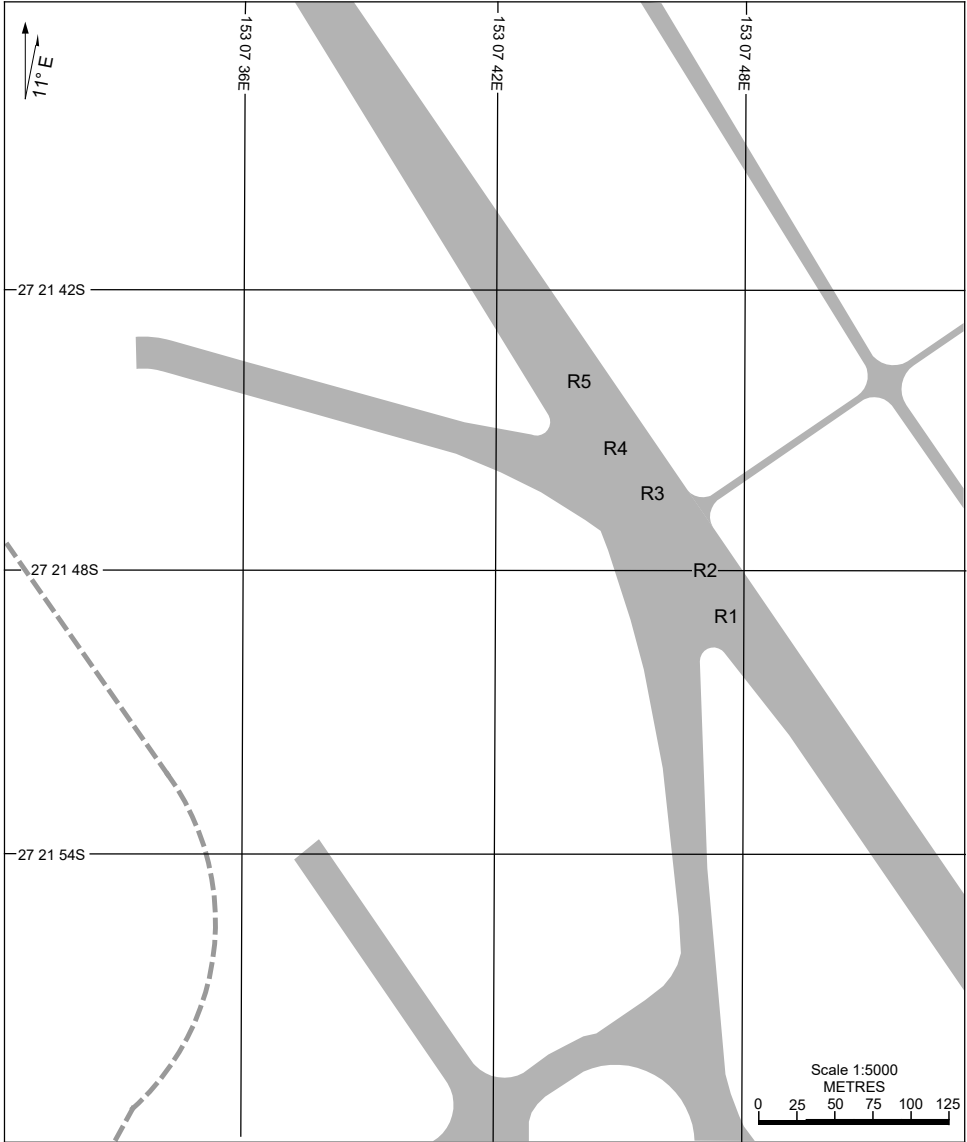 11° E
153 07 36E
153 07 42E
153 07 48E
27 21 42S
R5
R4
R3
27 21 48S
R2
R1
27 21 54S
Scale 1:5000
METRES
0 25 50 75 100 125